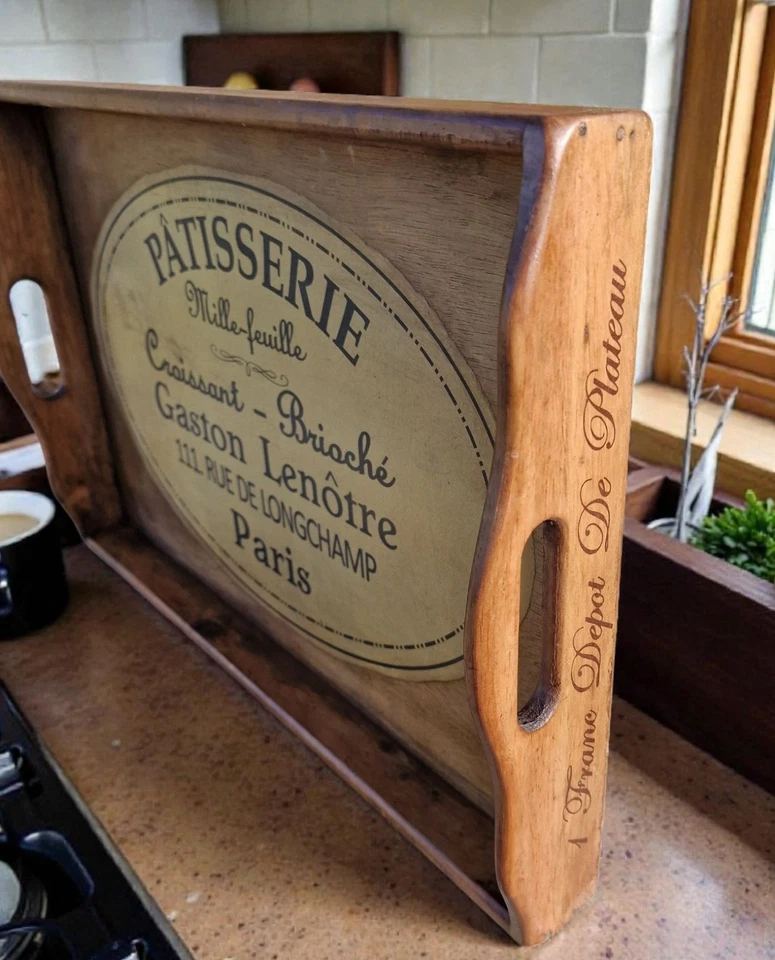 PÂTISSERIE
Mille-feuille
Croissant - Brioché
Gaston Lenôtre
111 RUE DE LONGCHAMP
Paris
1 Franc Depot De Plateau